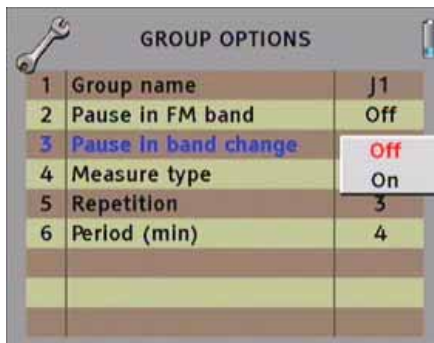 GROUP OPTIONS
1 Group name J1
2 Pause in FM band Off
3 Pause in band change Off
4 Measure type On
5 Repetition 3
6 Period (min) 4